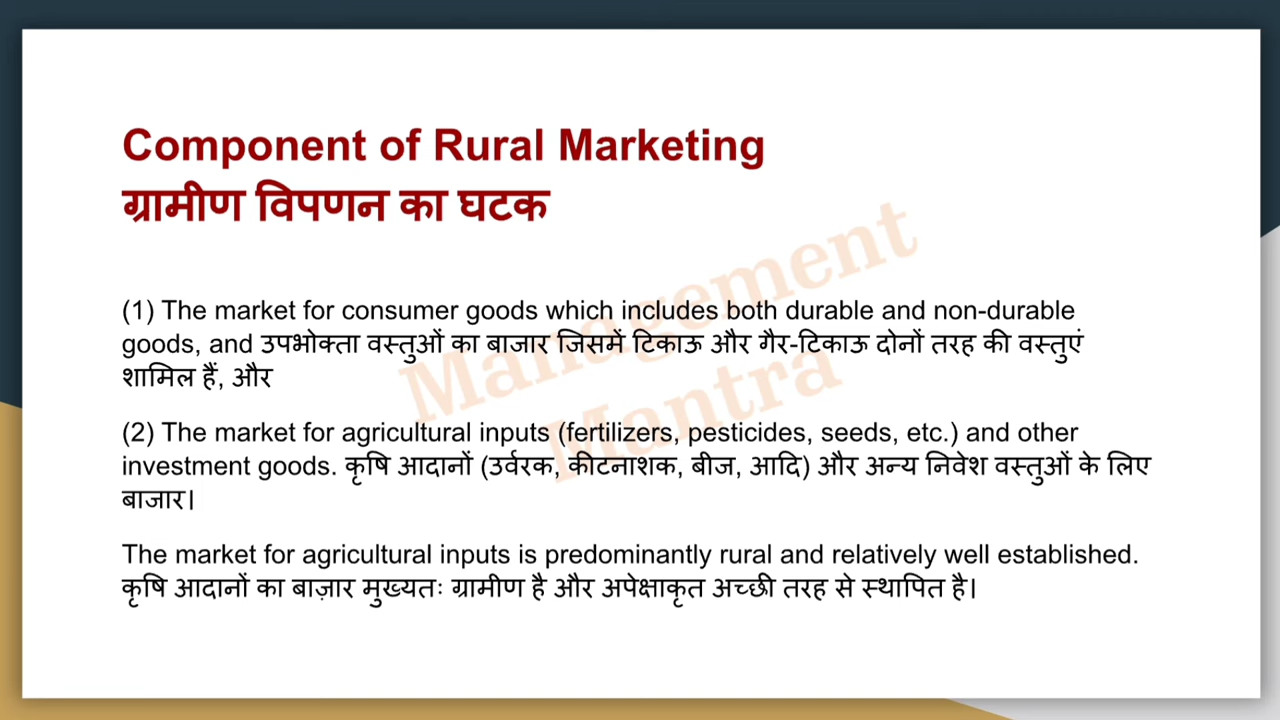 Component of Rural Marketing
ग्रामीण विपणन का घटक
Management
Mantra
(1) The market for consumer goods which includes both durable and non-durable
goods, and उपभोक्ता वस्तुओं का बाजार जिसमें टिकाऊ और गैर-टिकाऊ दोनों तरह की वस्तुएं
शामिल हैं, और
(2) The market for agricultural inputs (fertilizers, pesticides, seeds, etc.) and other
investment goods. कृषि आदानों (उर्वरक, कीटनाशक, बीज, आदि) और अन्य निवेश वस्तुओं के लिए
बाजार।
The market for agricultural inputs is predominantly rural and relatively well established.
कृषि आदानों का बाज़ार मुख्यतः ग्रामीण है और अपेक्षाकृत अच्छी तरह से स्थापित है।